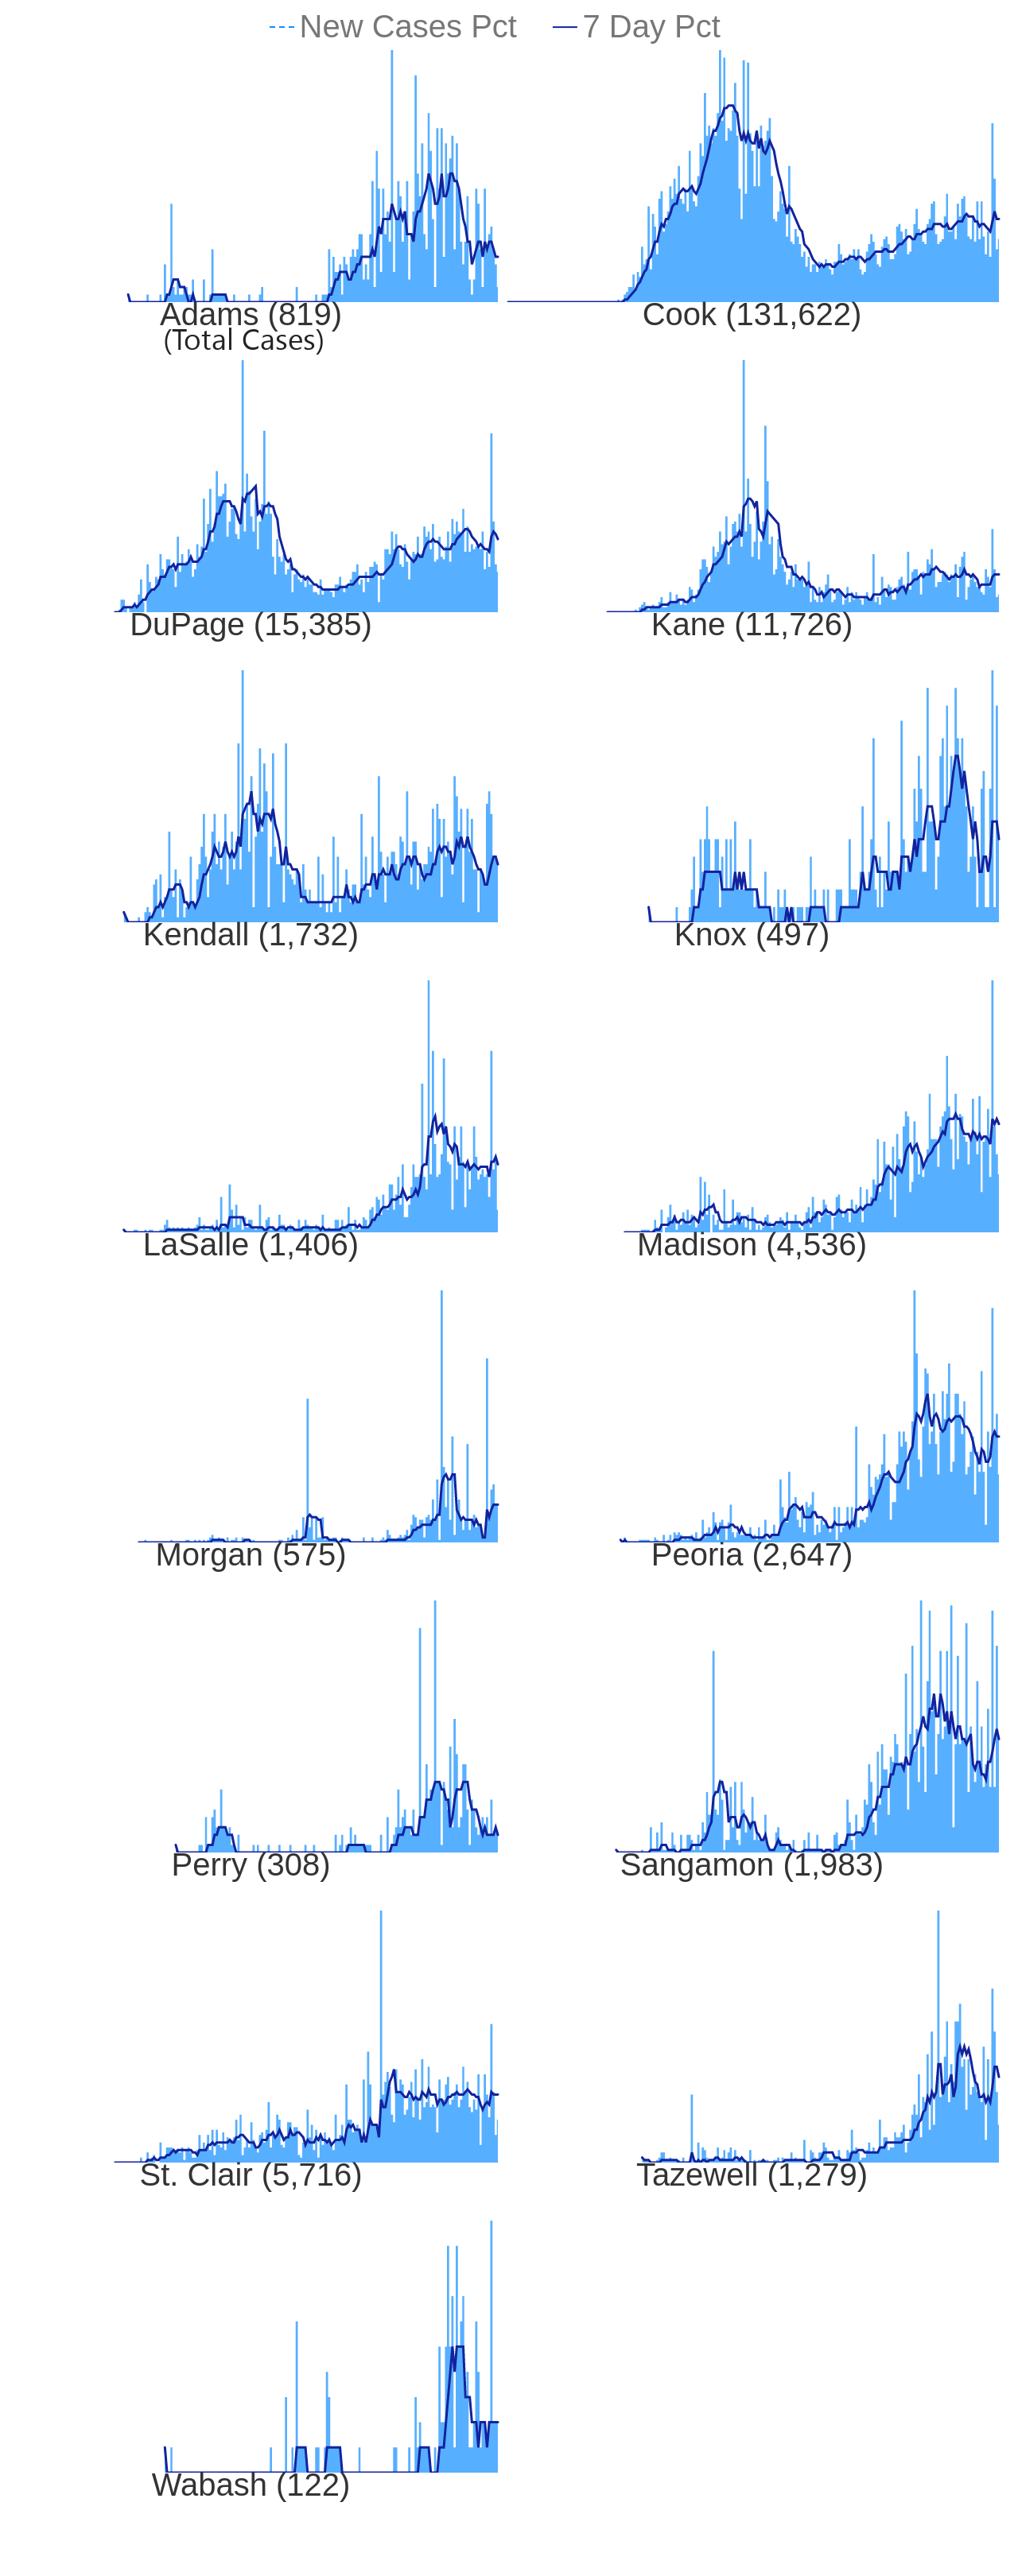 New Cases Pct 7 Day Pct
Adams (819) Cook (131,622)
(Total Cases)
DuPage (15,385) Kane (11,726)
Kendall (1,732) Knox (497)
LaSalle (1,406) Madison (4,536)
Morgan (575) Peoria (2,647)
Perry (308) Sangamon (1,983)
St. Clair (5,716) Tazewell (1,279)
Wabash (122)